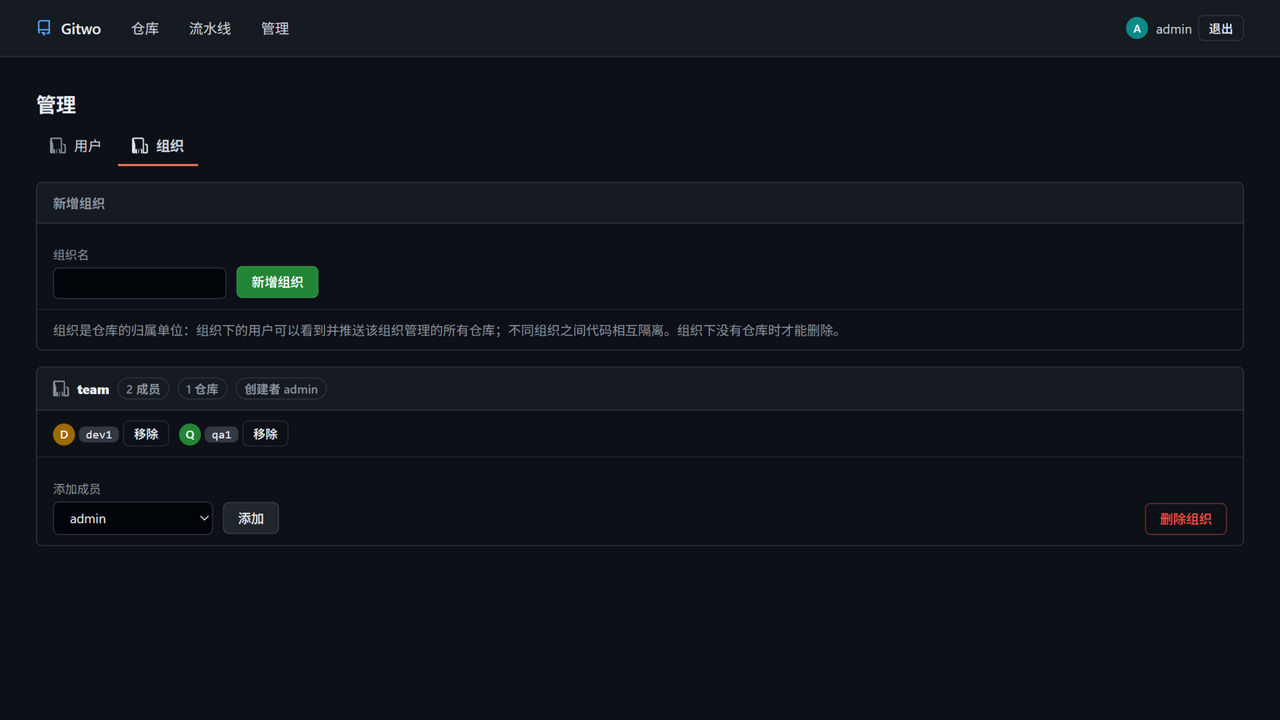 Gitwo 仓库 流水线 管理 A admin 退出
管理
用户 组织
新增组织
组织名
新增组织
组织是仓库的归属单位：组织下的用户可以看到并推送该组织管理的所有仓库；不同组织之间代码相互隔离。组织下没有仓库时才能删除。
team 2 成员 1 仓库 创建者 admin
D dev1 移除 Q qa1 移除
添加成员
admin 添加 删除组织